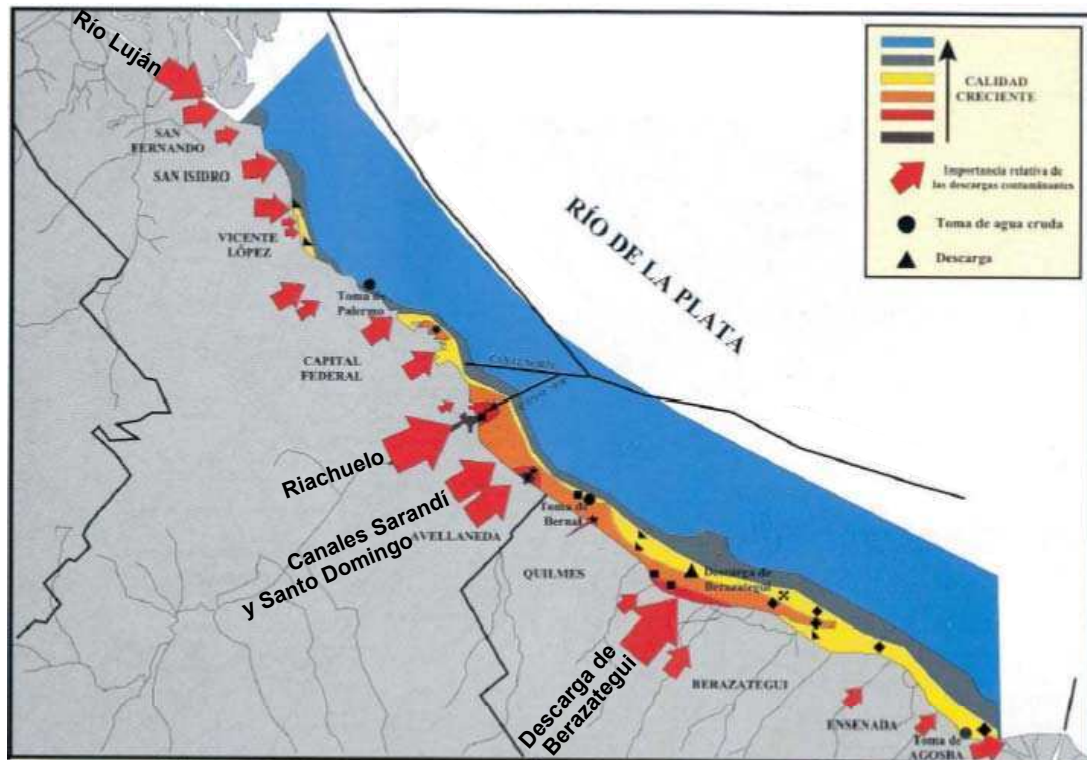 Río Luján
SAN
FERNANDO
SAN ISIDRO
VICENTE
LÓPEZ
Toma de
Palermo
CAPITAL
FEDERAL
CANAL NORTE
Riachuelo
Canales Sarandí
y Santo Domingo
AVELLANEDA
Toma de
Bernal
QUILMES
Descarga de
Berazategui
Descarga de
Berazategui
BERAZATEGUI
ENSENADA
Toma de
AGOSBA
RÍO DE LA PLATA
CALIDAD
CRECIENTE
Importancia relativa de
las descargas contaminantes
Toma de agua cruda
Descarga